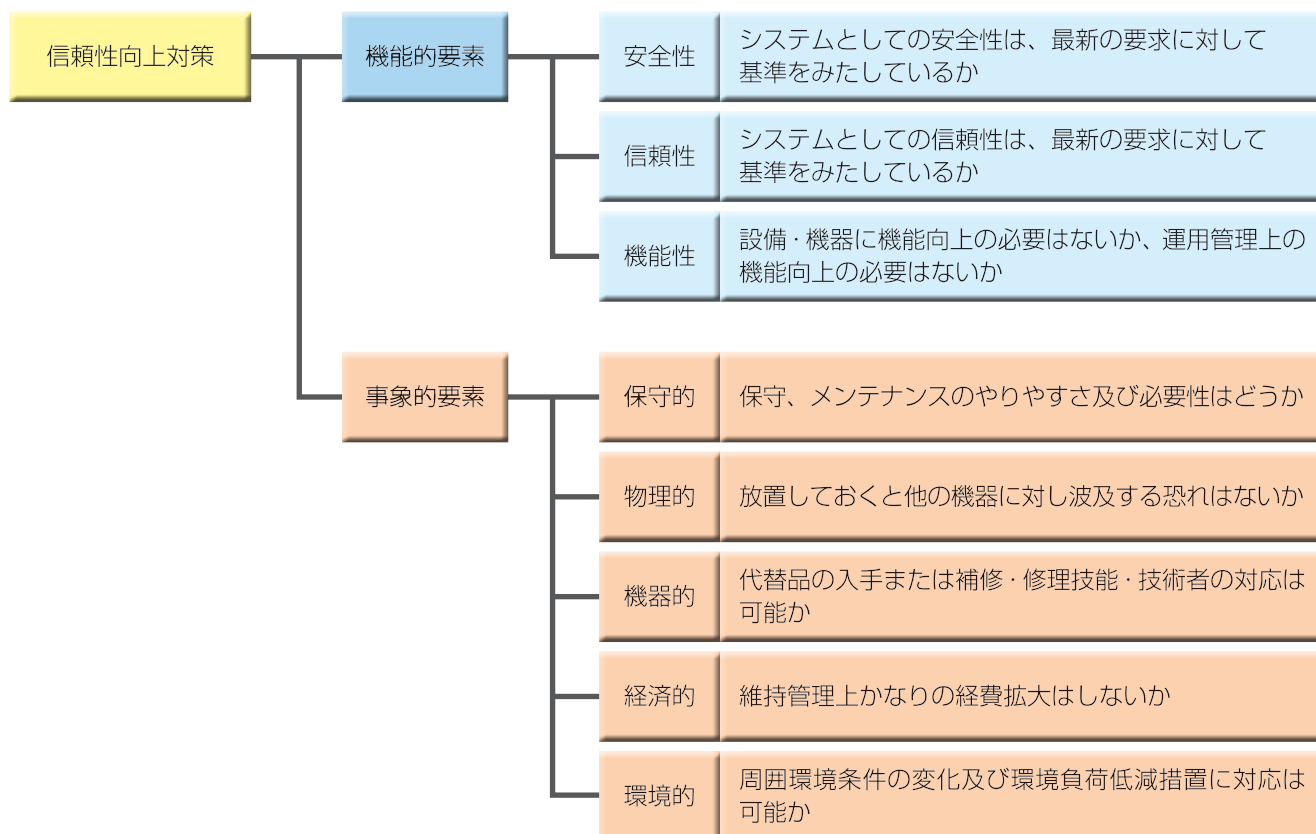 信頼性向上対策
機能的要素
安全性
システムとしての安全性は、最新の要求に対して
基準をみたしているか
信頼性
システムとしての信頼性は、最新の要求に対して
基準をみたしているか
機能性
設備・機器に機能向上の必要はないか、運用管理上の
機能向上の必要はないか
事象的要素
保守的
保守、メンテナンスのやりやすさ及び必要性はどうか
物理的
放置しておくと他の機器に対し波及する恐れはないか
機器的
代替品の入手または補修・修理技能・技術者の対応は
可能か
経済的
維持管理上かなりの経費拡大はしないか
環境的
周囲環境条件の変化及び環境負荷低減措置に対応は
可能か